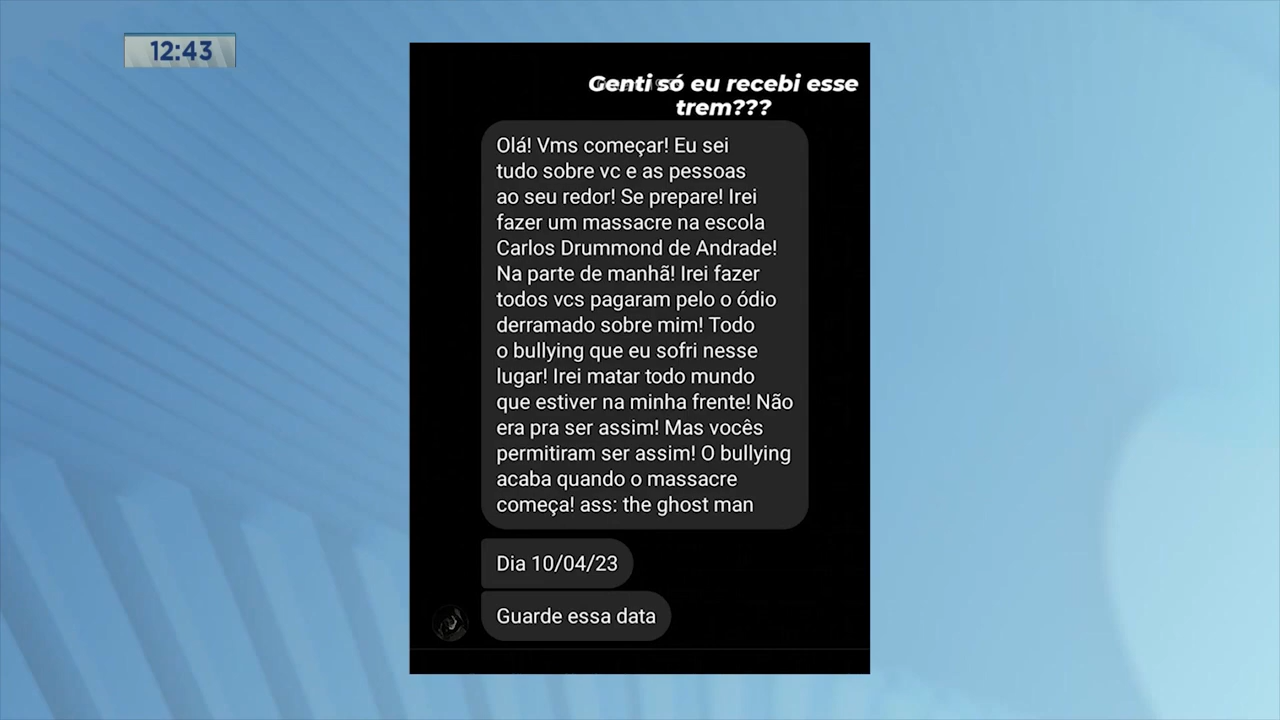 12:43
Genti só eu recebi esse
trem???
Olá! Vms começar! Eu sei
tudo sobre vc e as pessoas
ao seu redor! Se prepare! Irei
fazer um massacre na escola
Carlos Drummond de Andrade!
Na parte de manhã! Irei fazer
todos vcs pagaram pelo o ódio
derramado sobre mim! Todo
o bullying que eu sofri nesse
lugar! Irei matar todo mundo
que estiver na minha frente! Não
era pra ser assim! Mas vocês
permitiram ser assim! O bullying
acaba quando o massacre
começa! ass: the ghost man
Dia 10/04/23
Guarde essa data